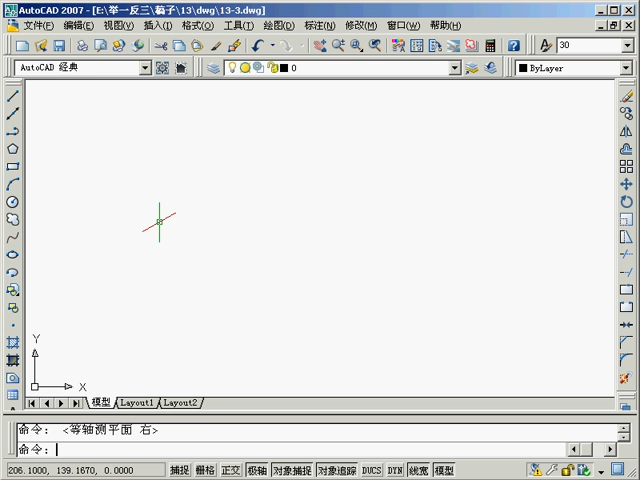 AutoCAD 2007 - [E:\举一反三\稿子\13\dwg\13-3.dwg]
文件(F) 编辑(E) 视图(V) 插入(I) 格式(O) 工具(T) 绘图(D) 标注(N) 修改(M) 窗口(W) 帮助(H)
30
AutoCAD 经典 0 ByLayer
Y
X
模型 Layout1 Layout2
命令: <等轴测平面 右>
命令:
206.1000, 139.1670, 0.0000 捕捉 栅格 正交 极轴 对象捕捉 对象追踪 DUCS DYN 线宽 模型